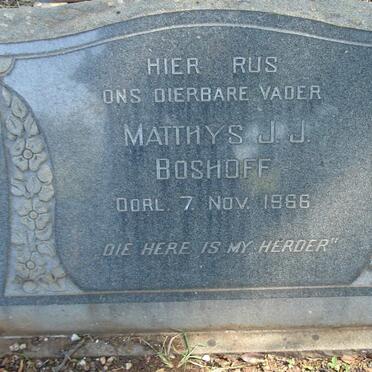 HIER RUS
ONS DIERBARE VADER
MATTHYS J. J.
BOSHOFF
OORL. 7. NOV. 1966
DIE HERE IS MY HERDER"